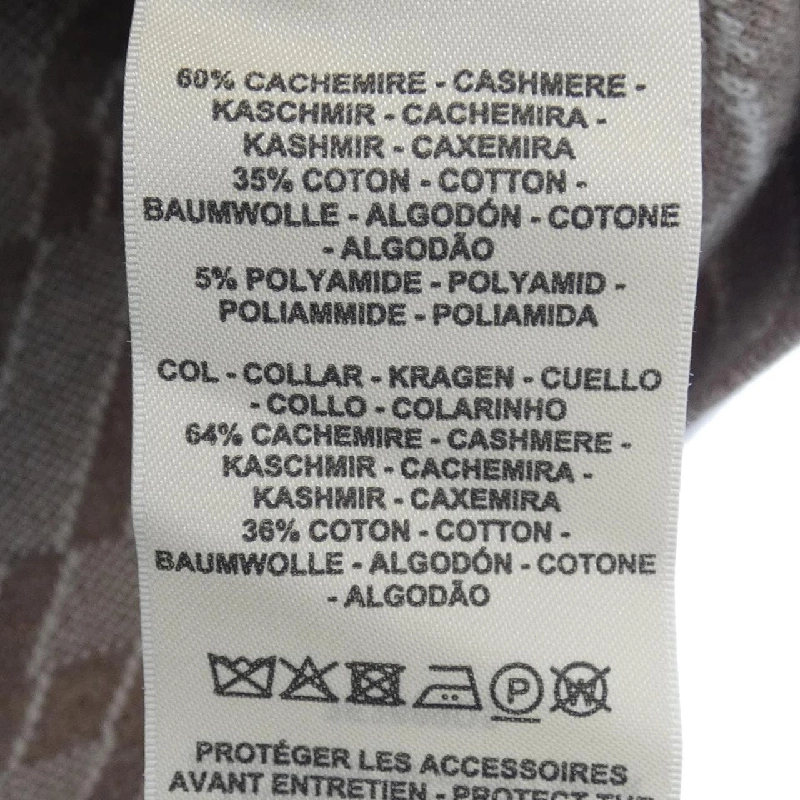 60% CACHEMIRE - CASHMERE -
KASCHMIR - CACHEMIRA -
KASHMIR - CAXEMIRA
35% COTON - COTTON -
BAUMWOLLE - ALGODÓN - COTONE
- ALGODÃO
5% POLYAMIDE - POLYAMID -
POLIAMMIDE - POLIAMIDA
COL - COLLAR - KRAGEN - CUELLO
- COLLO - COLARINHO
64% CACHEMIRE - CASHMERE -
KASCHMIR - CACHEMIRA -
KASHMIR - CAXEMIRA
36% COTON - COTTON -
BAUMWOLLE - ALGODÓN - COTONE
- ALGODÃO
P W
PROTÉGER LES ACCESSOIRES
AVANT ENTRETIEN - PROTECT THE